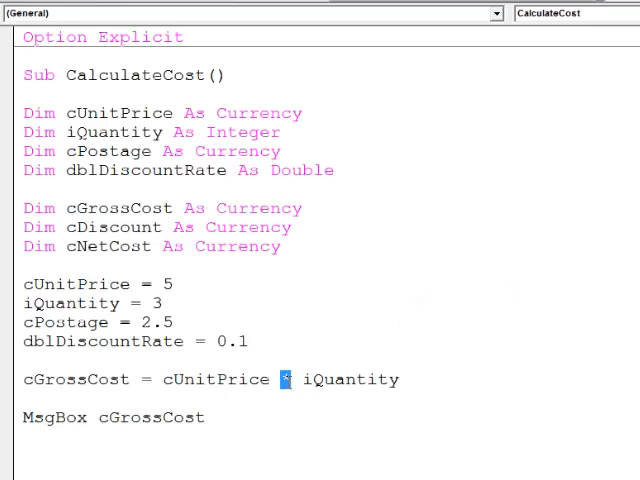 (General)
CalculateCost
Option Explicit
Sub CalculateCost()
Dim cUnitPrice As Currency
Dim iQuantity As Integer
Dim cPostage As Currency
Dim dblDiscountRate As Double
Dim cGrossCost As Currency
Dim cDiscount As Currency
Dim cNetCost As Currency
cUnitPrice = 5
iQuantity = 3
cPostage = 2.5
dblDiscountRate = 0.1
cGrossCost = cUnitPrice * iQuantity
MsgBox cGrossCost